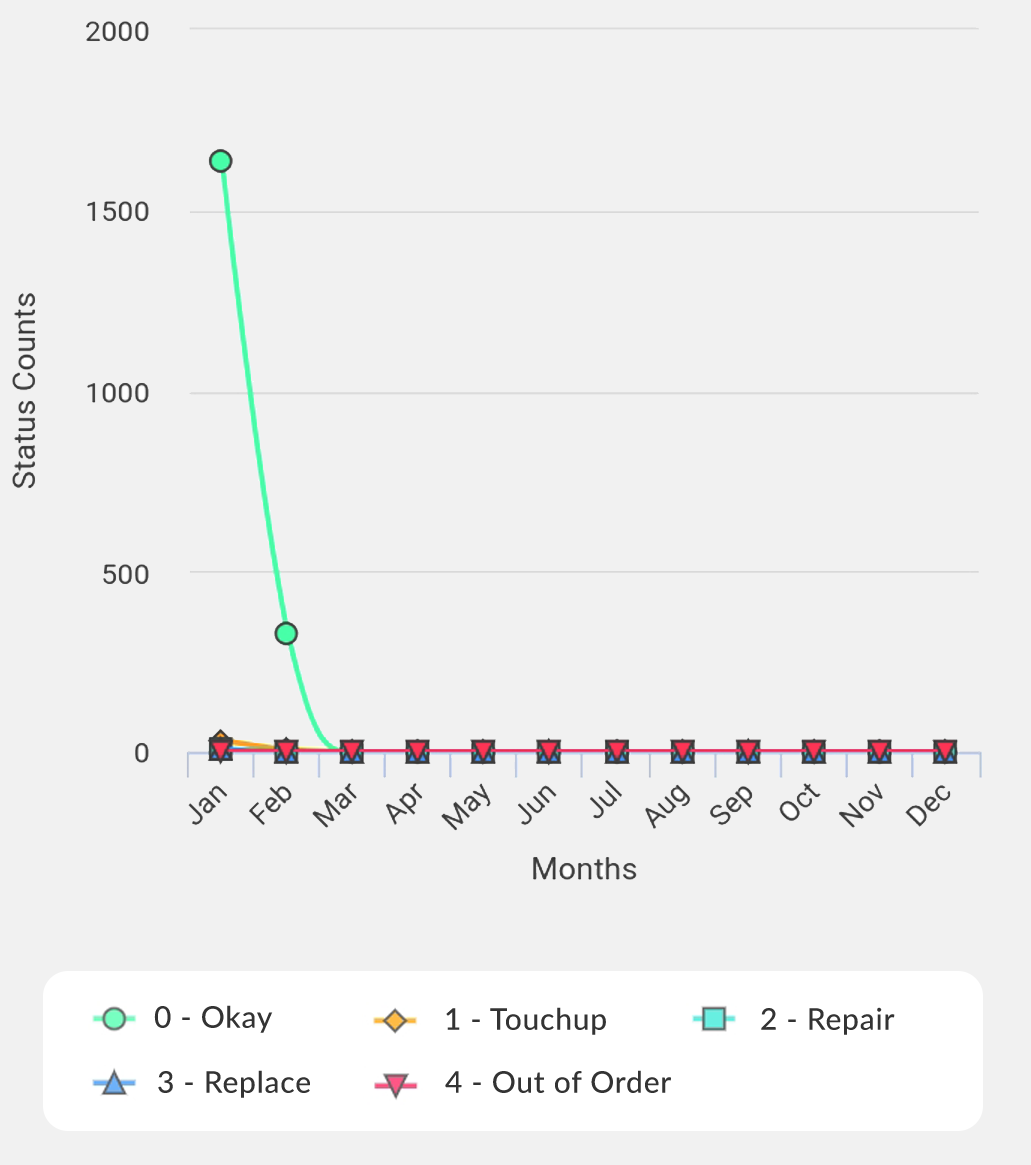 2000
1500
1000
500
0
Status Counts
Jan Feb Mar Apr May Jun Jul Aug Sep Oct Nov Dec
Months
0 - Okay 1 - Touchup 2 - Repair
3 - Replace 4 - Out of Order